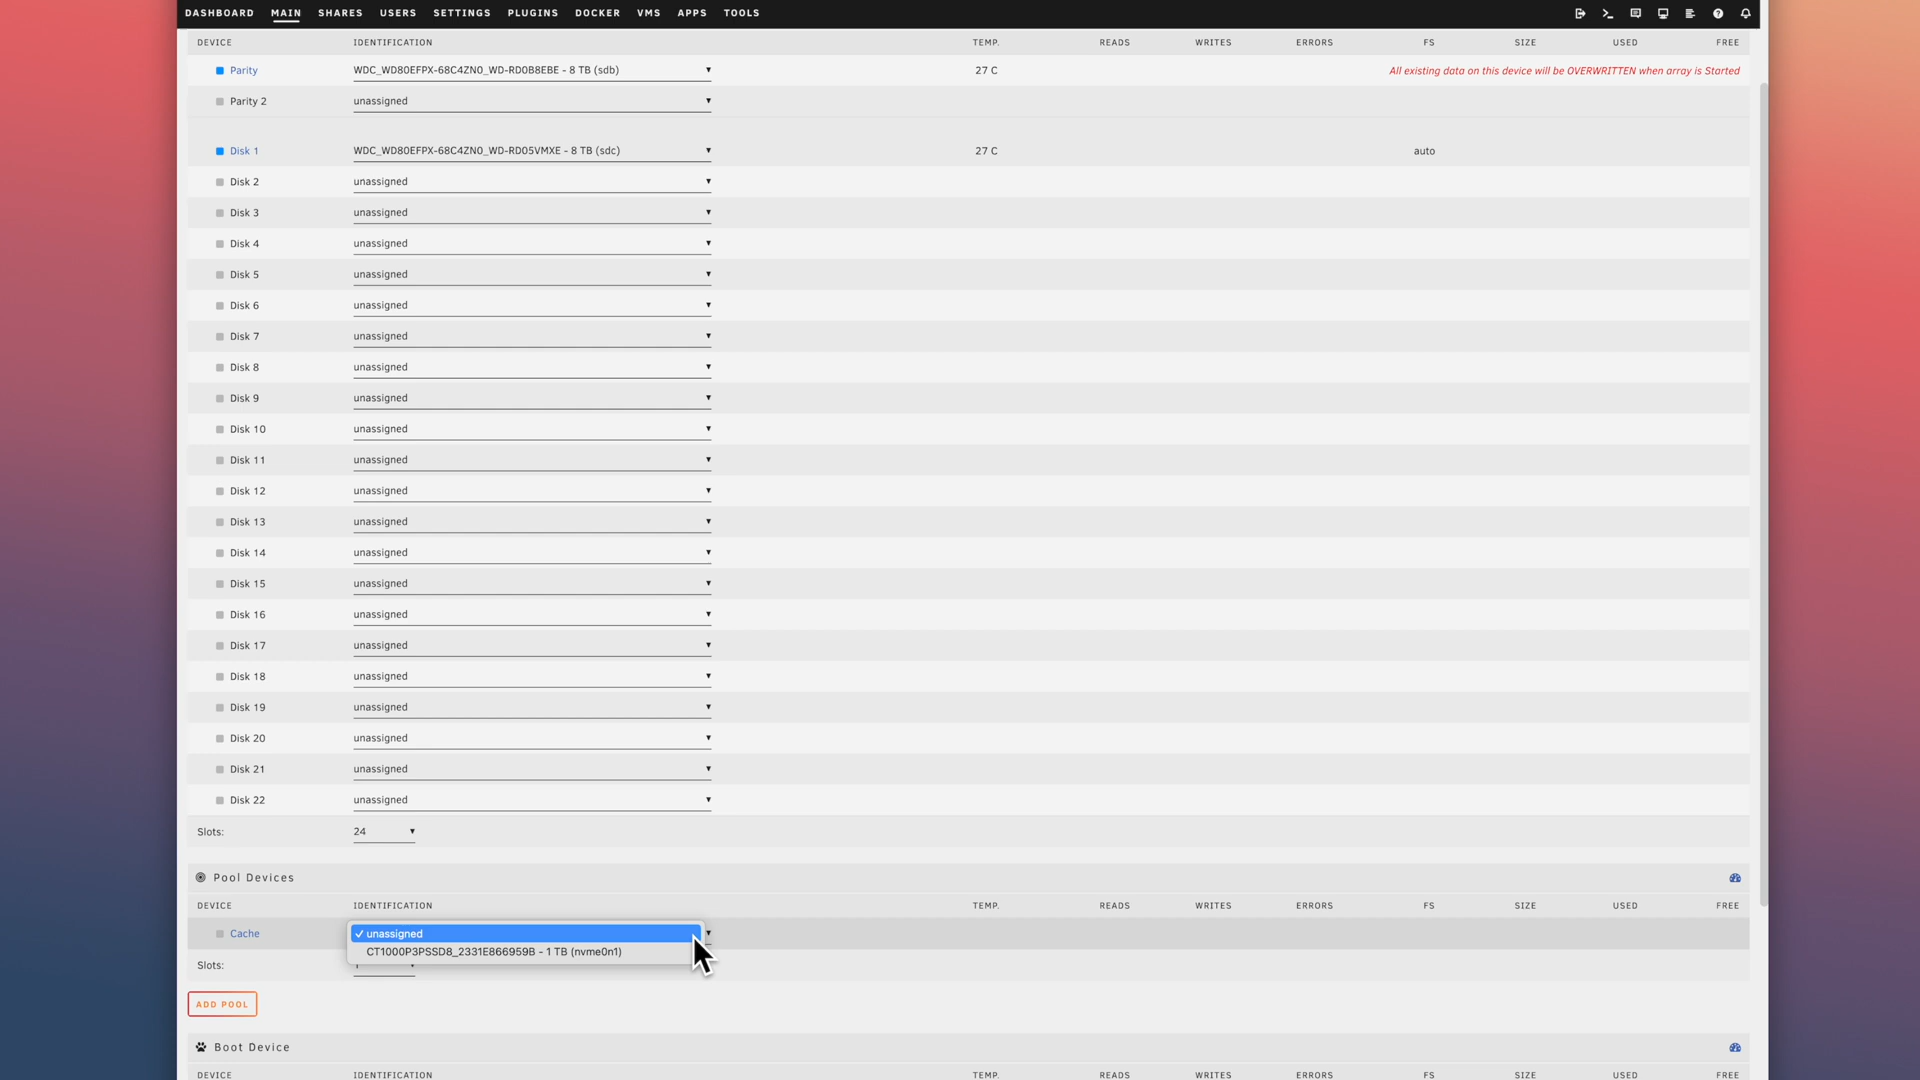 DASHBOARD MAIN SHARES USERS SETTINGS PLUGINS DOCKER VMS APPS TOOLS
DEVICE IDENTIFICATION TEMP. READS WRITES ERRORS FS SIZE USED FREE
Parity WDC_WD80EFPX-68C4ZN0_WD-RD0B8EBE - 8 TB (sdb) 27 C All existing data on this device will be OVERWRITTEN when array is Started
Parity 2 unassigned
Disk 1 WDC_WD80EFPX-68C4ZN0_WD-RD05VMXE - 8 TB (sdc) 27 C auto
Disk 2 unassigned
Disk 3 unassigned
Disk 4 unassigned
Disk 5 unassigned
Disk 6 unassigned
Disk 7 unassigned
Disk 8 unassigned
Disk 9 unassigned
Disk 10 unassigned
Disk 11 unassigned
Disk 12 unassigned
Disk 13 unassigned
Disk 14 unassigned
Disk 15 unassigned
Disk 16 unassigned
Disk 17 unassigned
Disk 18 unassigned
Disk 19 unassigned
Disk 20 unassigned
Disk 21 unassigned
Disk 22 unassigned
Slots: 24
Pool Devices
DEVICE IDENTIFICATION TEMP. READS WRITES ERRORS FS SIZE USED FREE
Cache ✓ unassigned
CT1000P3PSSD8_2331E866959B - 1 TB (nvme0n1)
Slots:
ADD POOL
Boot Device
DEVICE IDENTIFICATION TEMP. READS WRITES ERRORS FS SIZE USED FREE